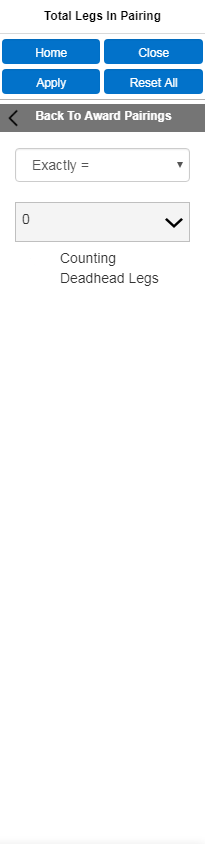 Total Legs In Pairing
Home
Close
Apply
Reset All
Back To Award Pairings
Exactly =
0
Counting
Deadhead Legs